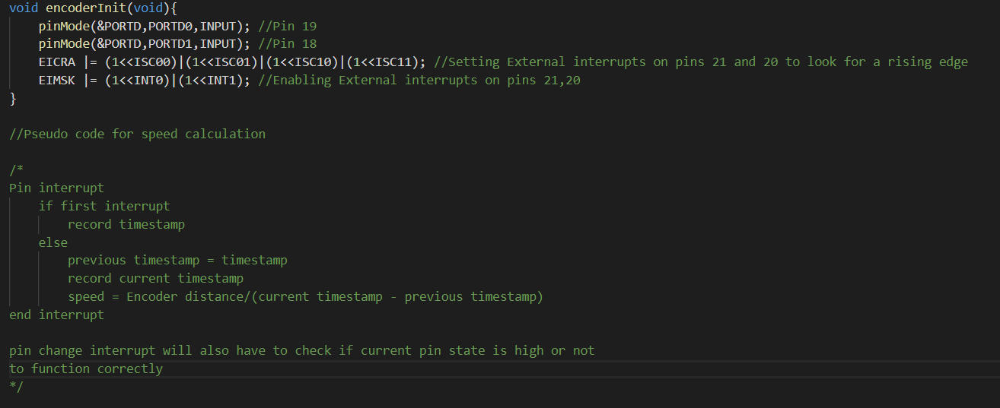 void encoderInit(void){
    pinMode(&PORTD,PORTD0,INPUT); //Pin 19
    pinMode(&PORTD,PORTD1,INPUT); //Pin 18
    EICRA |= (1<<ISC00)|(1<<ISC01)|(1<<ISC10)|(1<<ISC11); //Setting External interrupts on pins 21 and 20 to look for a rising edge
    EIMSK |= (1<<INT0)|(1<<INT1); //Enabling External interrupts on pins 21,20
}
//Pseudo code for speed calculation
/*
Pin interrupt
    if first interrupt
        record timestamp
    else
        previous timestamp = timestamp
        record current timestamp
        speed = Encoder distance/(current timestamp - previous timestamp)
end interrupt
pin change interrupt will also have to check if current pin state is high or not
to function correctly
*/